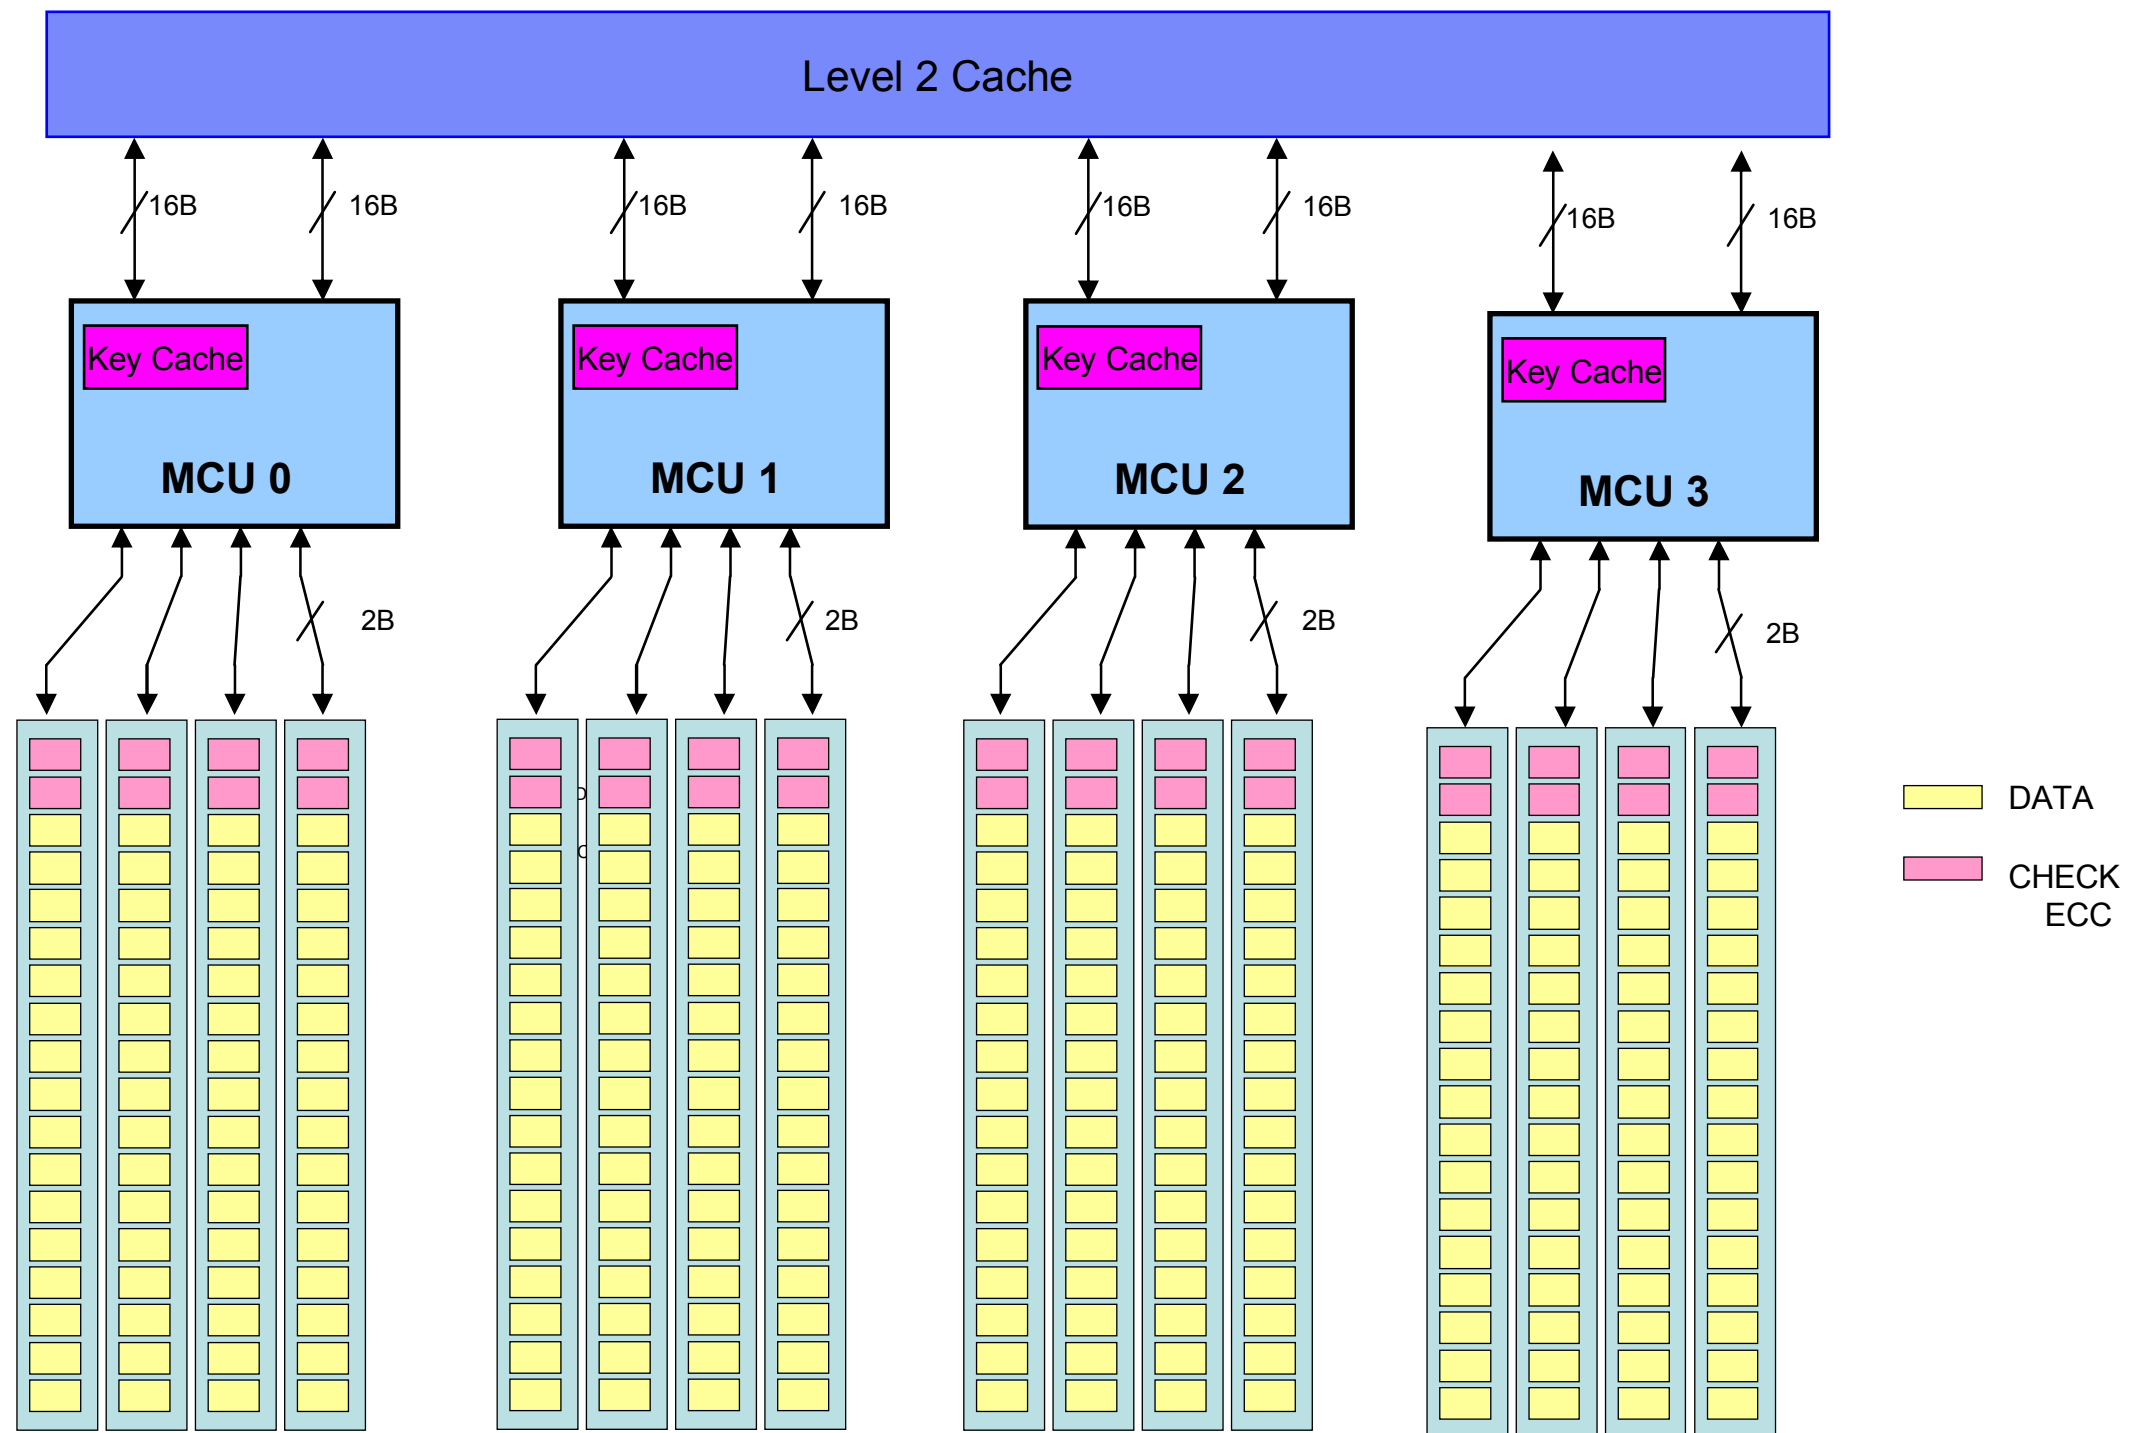 Level 2 Cache
16B
16B
16B
16B
16B
16B
16B
16B
Key Cache
Key Cache
Key Cache
Key Cache
MCU 0
MCU 1
MCU 2
MCU 3
2B
2B
2B
2B
DATA
CHECK
ECC